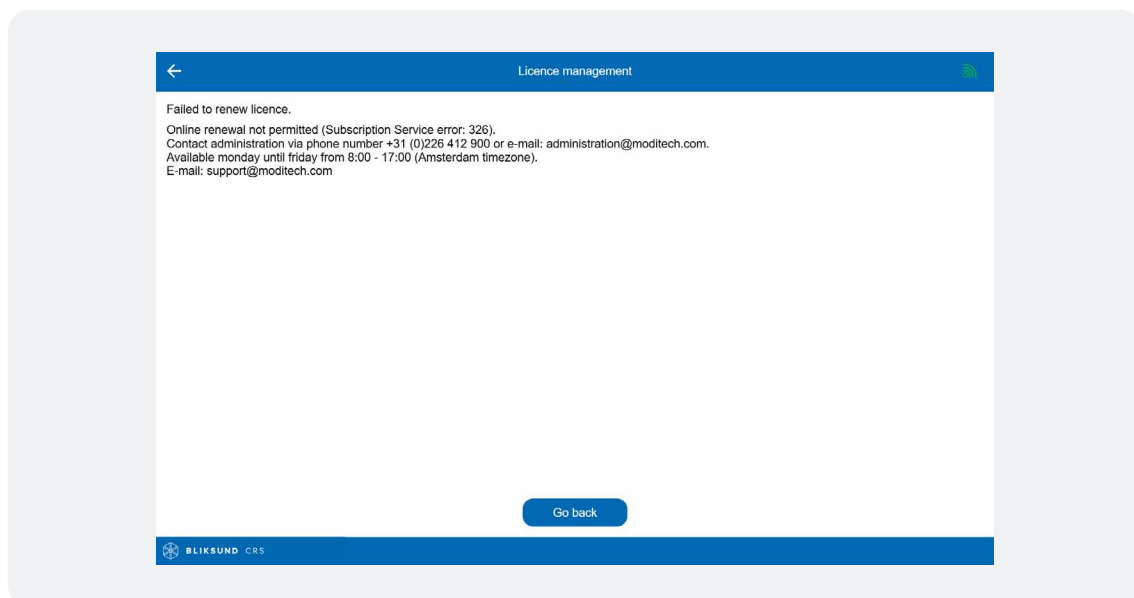 Licence management
Failed to renew licence.
Online renewal not permitted (Subscription Service error: 326).
Contact administration via phone number +31 (0)226 412 900 or e-mail: administration@moditech.com.
Available monday until friday from 8:00 - 17:00 (Amsterdam timezone).
E-mail: support@moditech.com
Go back
BLIKSUND CRS